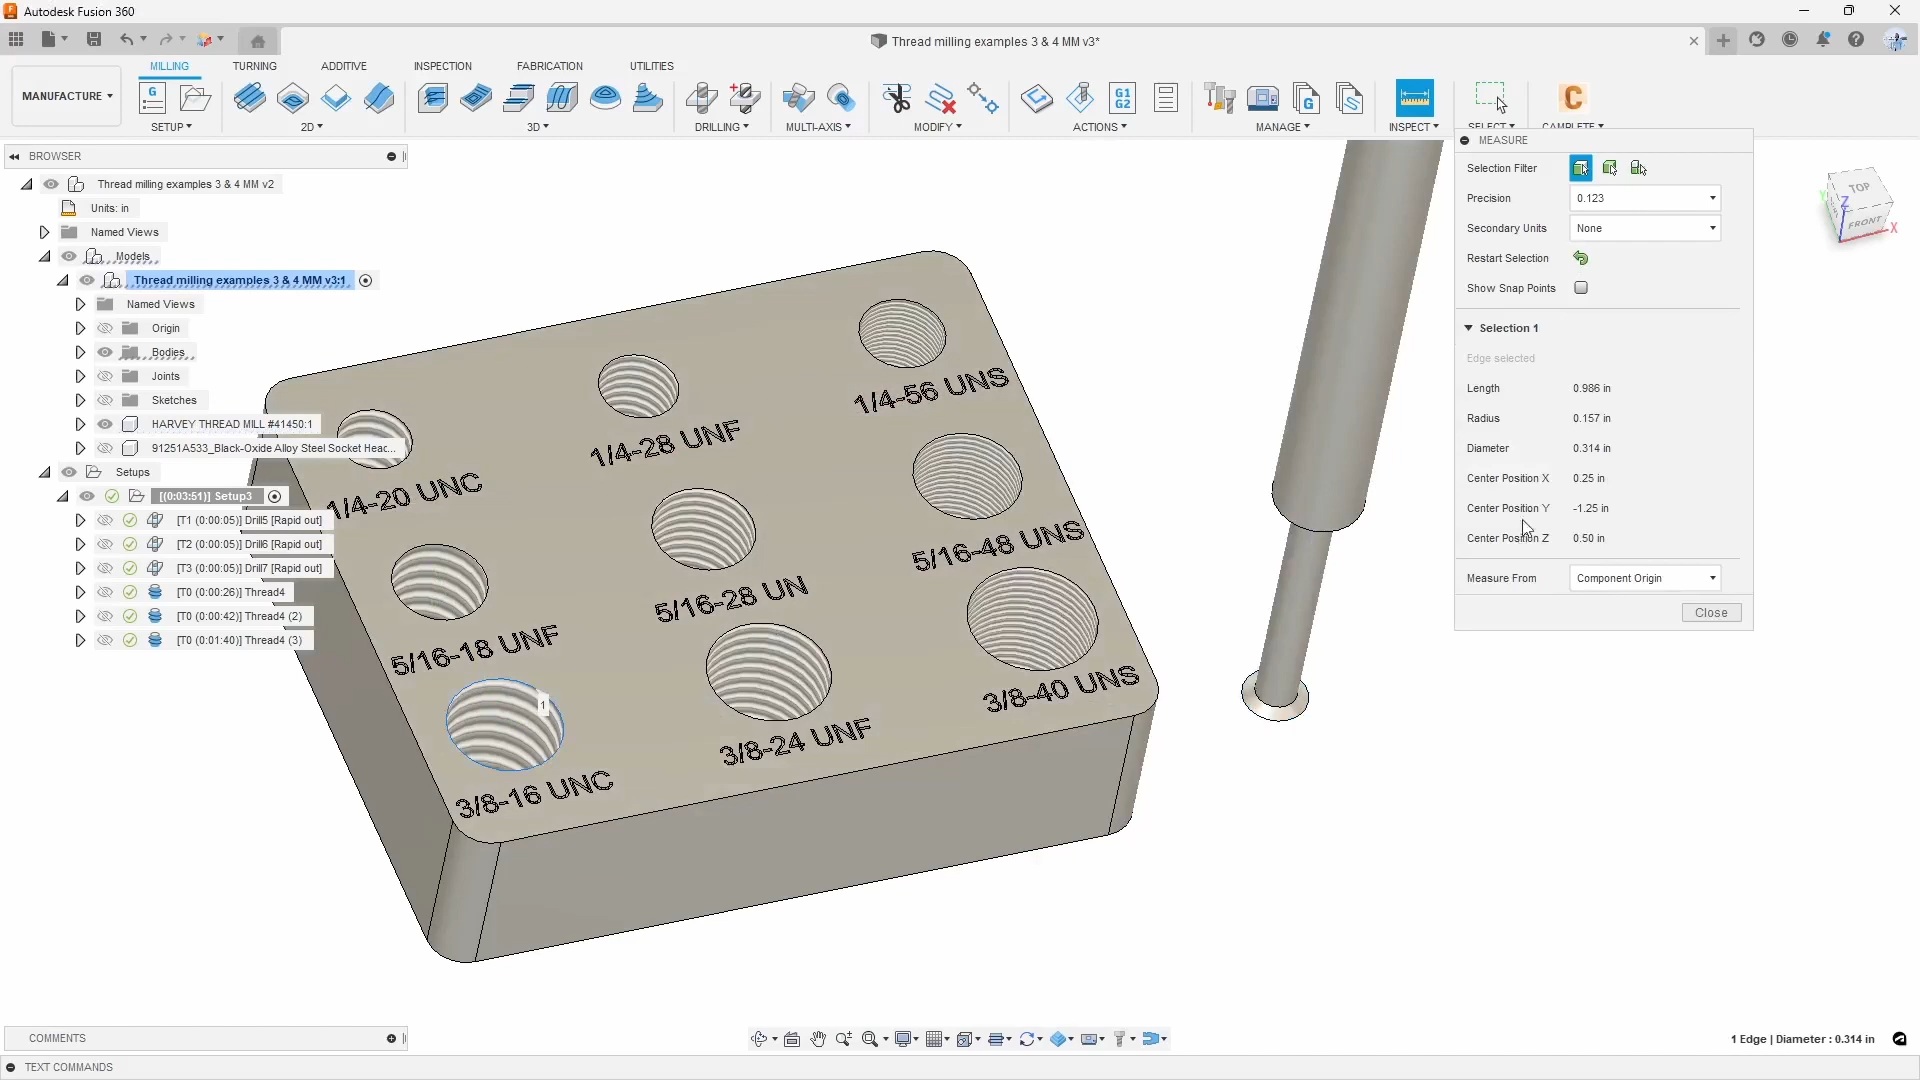 Autodesk Fusion 360
Thread milling examples 3 & 4 MM v3*
MANUFACTURE
MILLING TURNING ADDITIVE INSPECTION FABRICATION UTILITIES
G1
G2
SETUP 2D 3D DRILLING MULTI-AXIS MODIFY ACTIONS MANAGE INSPECT SELECT CAMPLETE
BROWSER
Thread milling examples 3 & 4 MM v2
Units: in
Named Views
Models
Thread milling examples 3 & 4 MM v3:1
Named Views
Origin
Bodies
Joints
Sketches
HARVEY THREAD MILL #41450:1
91251A533_Black-Oxide Alloy Steel Socket Heac...
Setups
[(0:03:51)] Setup3
[T1 (0:00:05)] Drill5 [Rapid out]
[T2 (0:00:05)] Drill6 [Rapid out]
[T3 (0:00:05)] Drill7 [Rapid out]
[T0 (0:00:26)] Thread4
[T0 (0:00:42)] Thread4 (2)
[T0 (0:01:40)] Thread4 (3)
1/4-20 UNC
1/4-28 UNF
1/4-56 UNS
5/16-18 UNF
5/16-28 UN
5/16-48 UNS
3/8-16 UNC
3/8-24 UNF
3/8-40 UNS
1
MEASURE
Selection Filter
Precision 0.123
Secondary Units None
Restart Selection
Show Snap Points
Selection 1
Edge selected
Length 0.986 in
Radius 0.157 in
Diameter 0.314 in
Center Position X 0.25 in
Center Position Y -1.25 in
Center Position Z 0.50 in
Measure From Component Origin
Close
TOP
FRONT
Z
X
Y
COMMENTS
1 Edge | Diameter : 0.314 in
TEXT COMMANDS